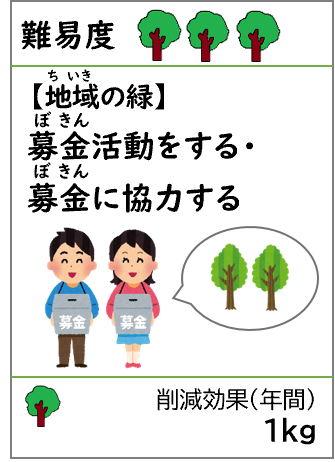 難易度
ち いき
【地域の緑】
ぼ きん
募金活動をする・
ぼ きん
募金に協力する
募金 募金
削減効果(年間)
1kg